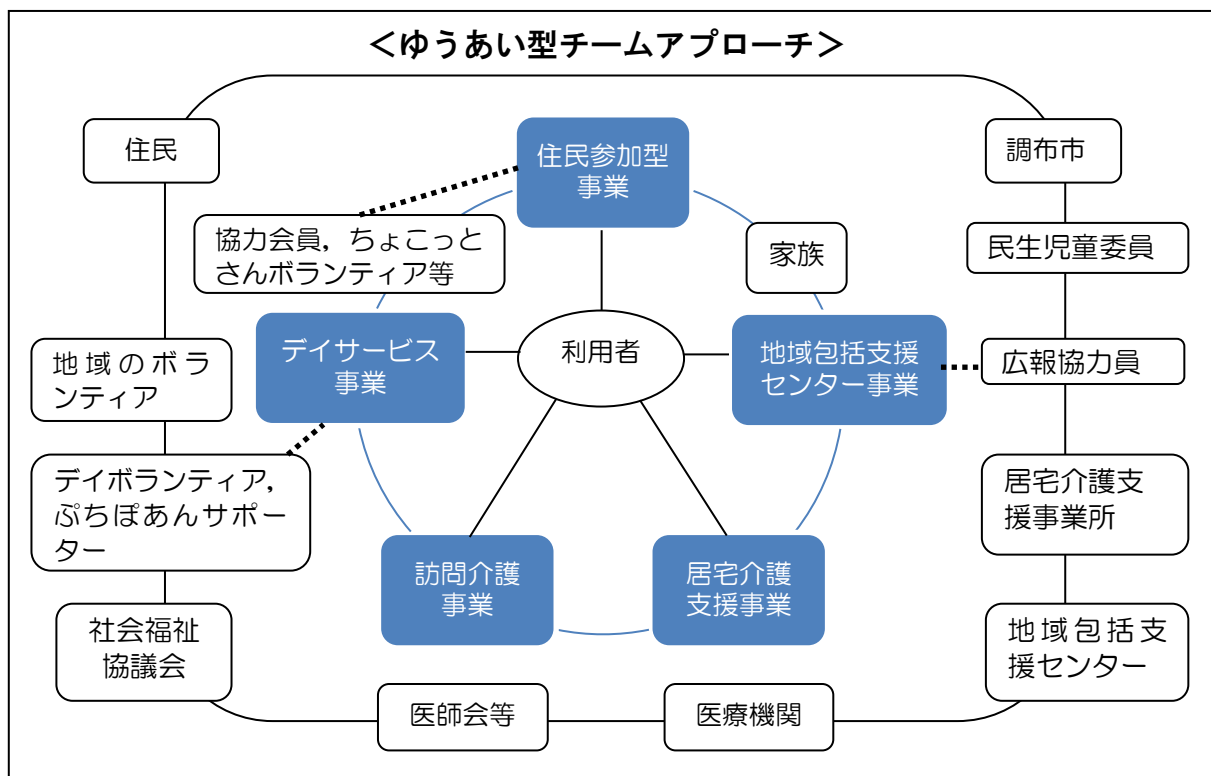 ＜ゆうあい型チームアプローチ＞
住民
住民参加型
事業
調布市
協力会員，ちょこっと
さんボランティア等
家族
民生児童委員
デイサービス
事業
利用者
地域包括支援
センター事業
広報協力員
地域のボラ
ンティア
デイボランティア，
ぷちぽあんサポー
ター
居宅介護支
援事業所
訪問介護
事業
居宅介護
支援事業
社会福祉
協議会
地域包括支
援センター
医師会等
医療機関